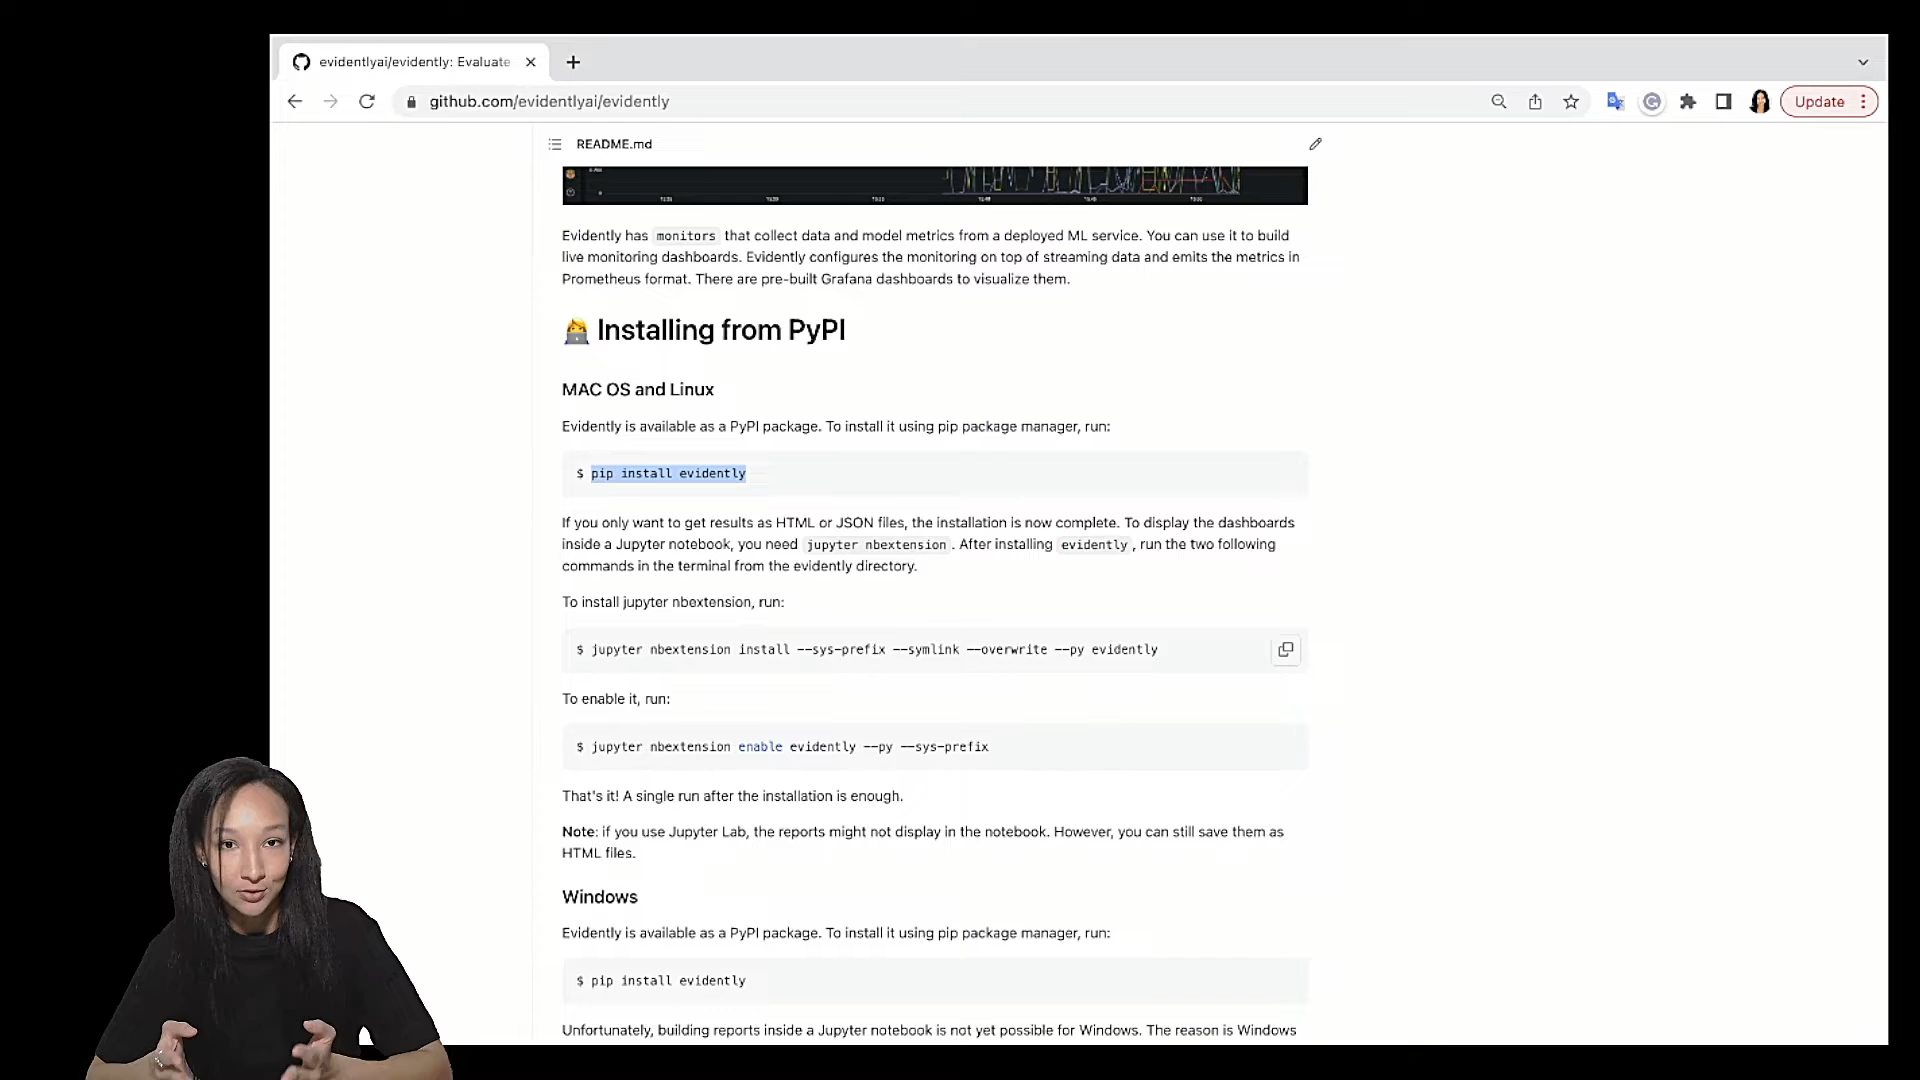 evidentlyai/evidently: Evaluate
github.com/evidentlyai/evidently
Update
README.md
Evidently has monitors that collect data and model metrics from a deployed ML service. You can use it to build
live monitoring dashboards. Evidently configures the monitoring on top of streaming data and emits the metrics in
Prometheus format. There are pre-built Grafana dashboards to visualize them.
Installing from PyPI
MAC OS and Linux
Evidently is available as a PyPI package. To install it using pip package manager, run:
$ pip install evidently
If you only want to get results as HTML or JSON files, the installation is now complete. To display the dashboards
inside a Jupyter notebook, you need jupyter nbextension. After installing evidently, run the two following
commands in the terminal from the evidently directory.
To install jupyter nbextension, run:
$ jupyter nbextension install --sys-prefix --symlink --overwrite --py evidently
To enable it, run:
$ jupyter nbextension enable evidently --py --sys-prefix
That's it! A single run after the installation is enough.
Note: if you use Jupyter Lab, the reports might not display in the notebook. However, you can still save them as
HTML files.
Windows
Evidently is available as a PyPI package. To install it using pip package manager, run:
$ pip install evidently
Unfortunately, building reports inside a Jupyter notebook is not yet possible for Windows. The reason is Windows